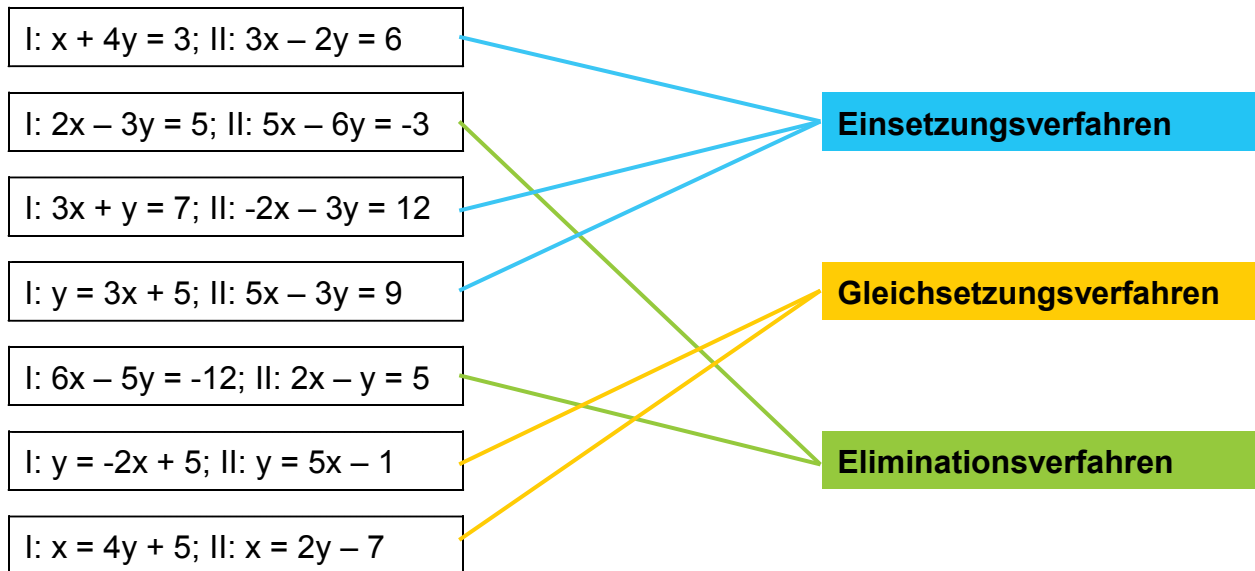 I: x + 4y = 3; II: 3x – 2y = 6
I: 2x – 3y = 5; II: 5x – 6y = -3
Einsetzungsverfahren
I: 3x + y = 7; II: -2x – 3y = 12
I: y = 3x + 5; II: 5x – 3y = 9
Gleichsetzungsverfahren
I: 6x – 5y = -12; II: 2x – y = 5
I: y = -2x + 5; II: y = 5x – 1
Eliminationsverfahren
I: x = 4y + 5; II: x = 2y – 7